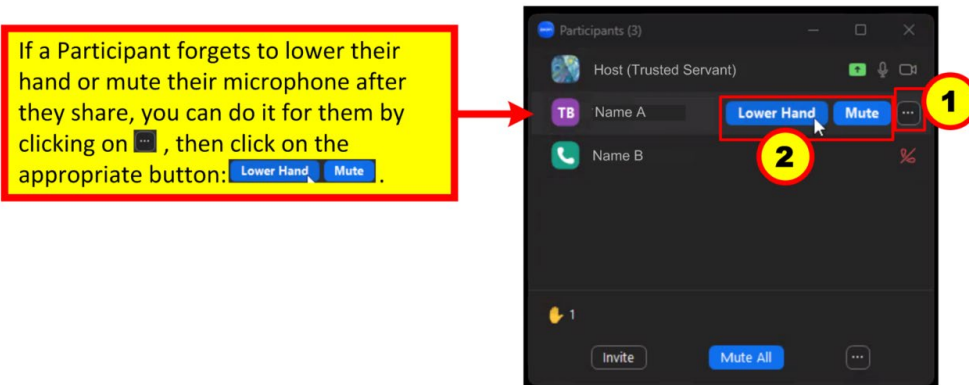 If a Participant forgets to lower their
hand or mute their microphone after
they share, you can do it for them by
clicking on ... , then click on the
appropriate button: Lower Hand Mute .
Participants (3)
Host (Trusted Servant)
TB Name A Lower Hand Mute ... 1
2
Name B
1
Invite Mute All ...